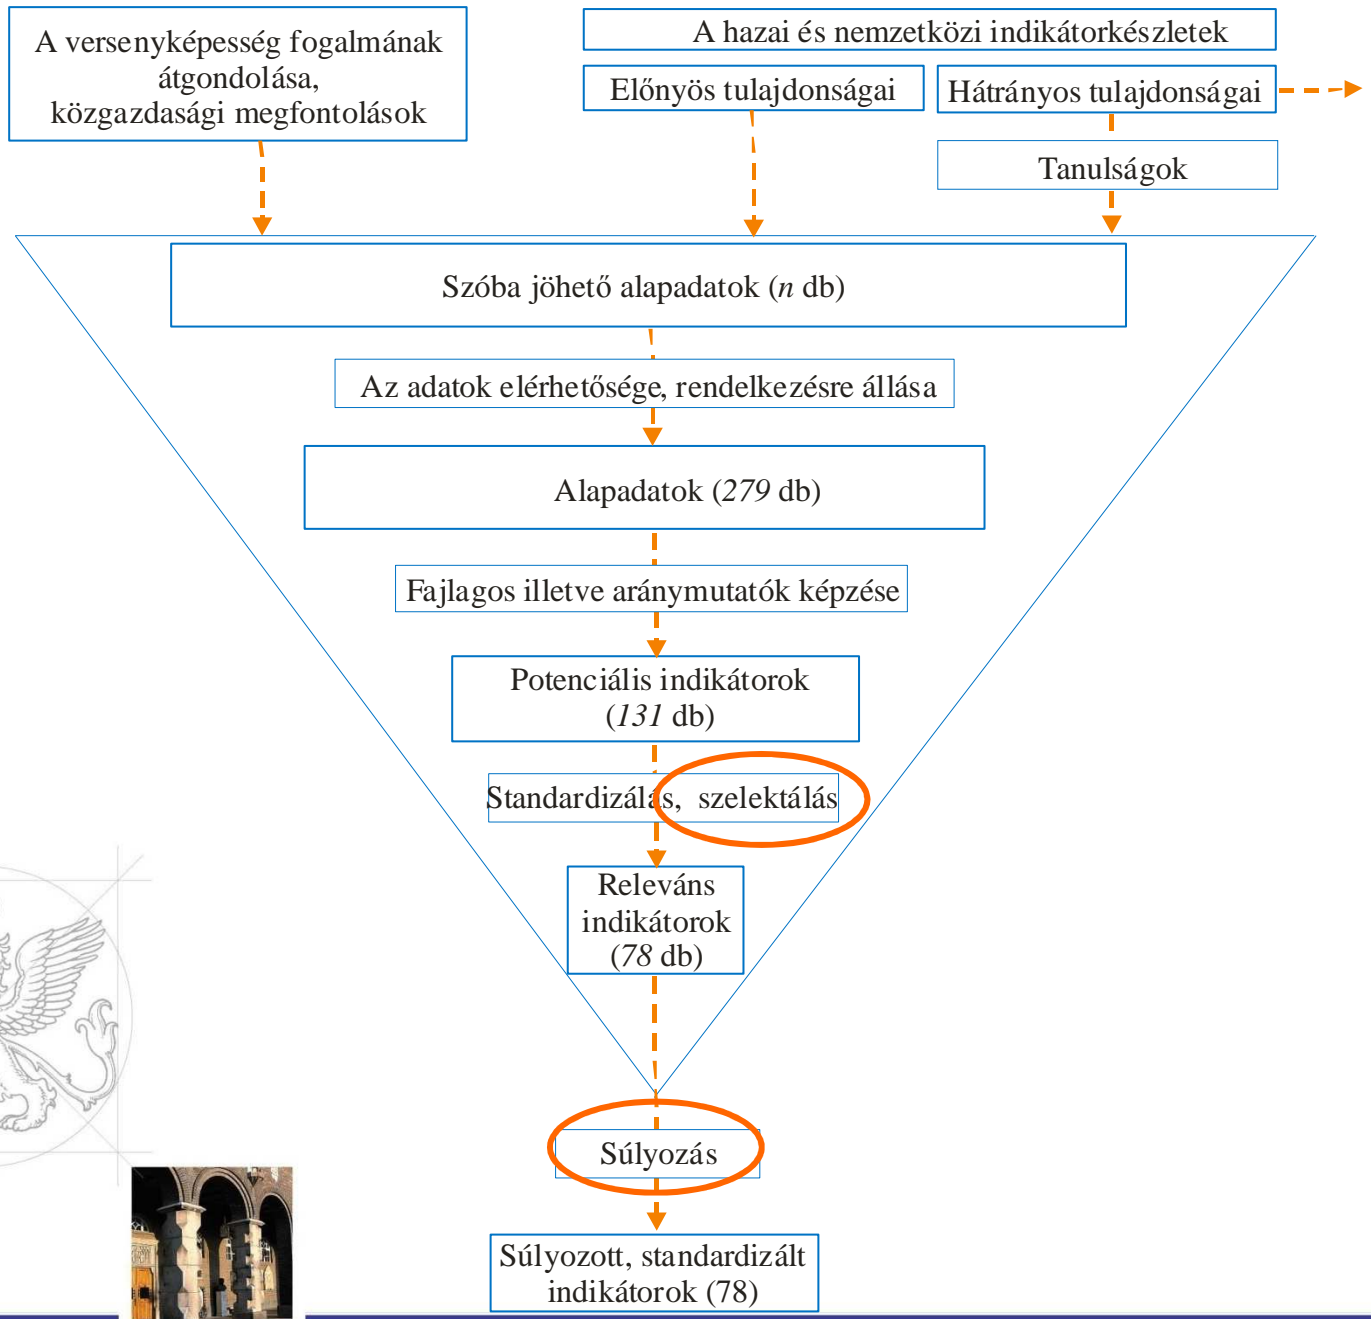 A versenyképesség fogalmának
átgondolása,
közgazdasági megfontolások
A hazai és nemzetközi indikátorkészletek
Előnyös tulajdonságai
Hátrányos tulajdonságai
Tanulságok
Szóba jöhető alapadatok (n db)
Az adatok elérhetősége, rendelkezésre állása
Alapadatok (279 db)
Fajlagos illetve aránymutatók képzése
Potenciális indikátorok
(131 db)
Standardizálás, szelektálás
Releváns
indikátorok
(78 db)
Súlyozás
Súlyozott, standardizált
indikátorok (78)